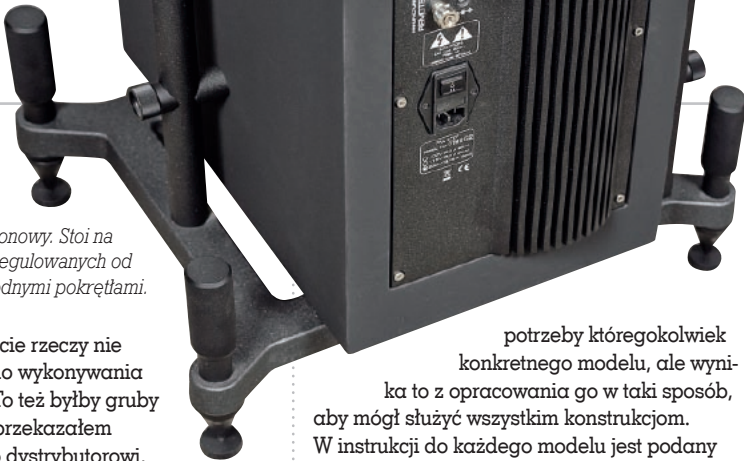 onowy. Stoi na
egulowanych od
odnymi pokrętłami.
cie rzeczy nie
o wykonywania
To też byłby gruby
przekazałem
dystrybutorowi.
potrzeby któregokolwiek
konkretnego modelu, ale wyni-
ka to z opracowania go w taki sposób,
aby mógł służyć wszystkim konstrukcjom.
W instrukcji do każdego modelu jest podany